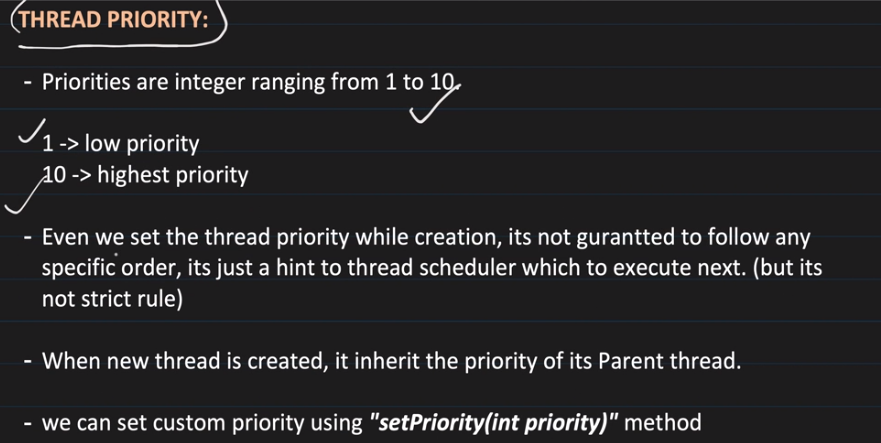 THREAD PRIORITY:
- Priorities are integer ranging from 1 to 10.
1 -> low priority
10 -> highest priority
- Even we set the thread priority while creation, its not gurantted to follow any
specific order, its just a hint to thread scheduler which to execute next. (but its
not strict rule)
- When new thread is created, it inherit the priority of its Parent thread.
- we can set custom priority using "setPriority(int priority)" method